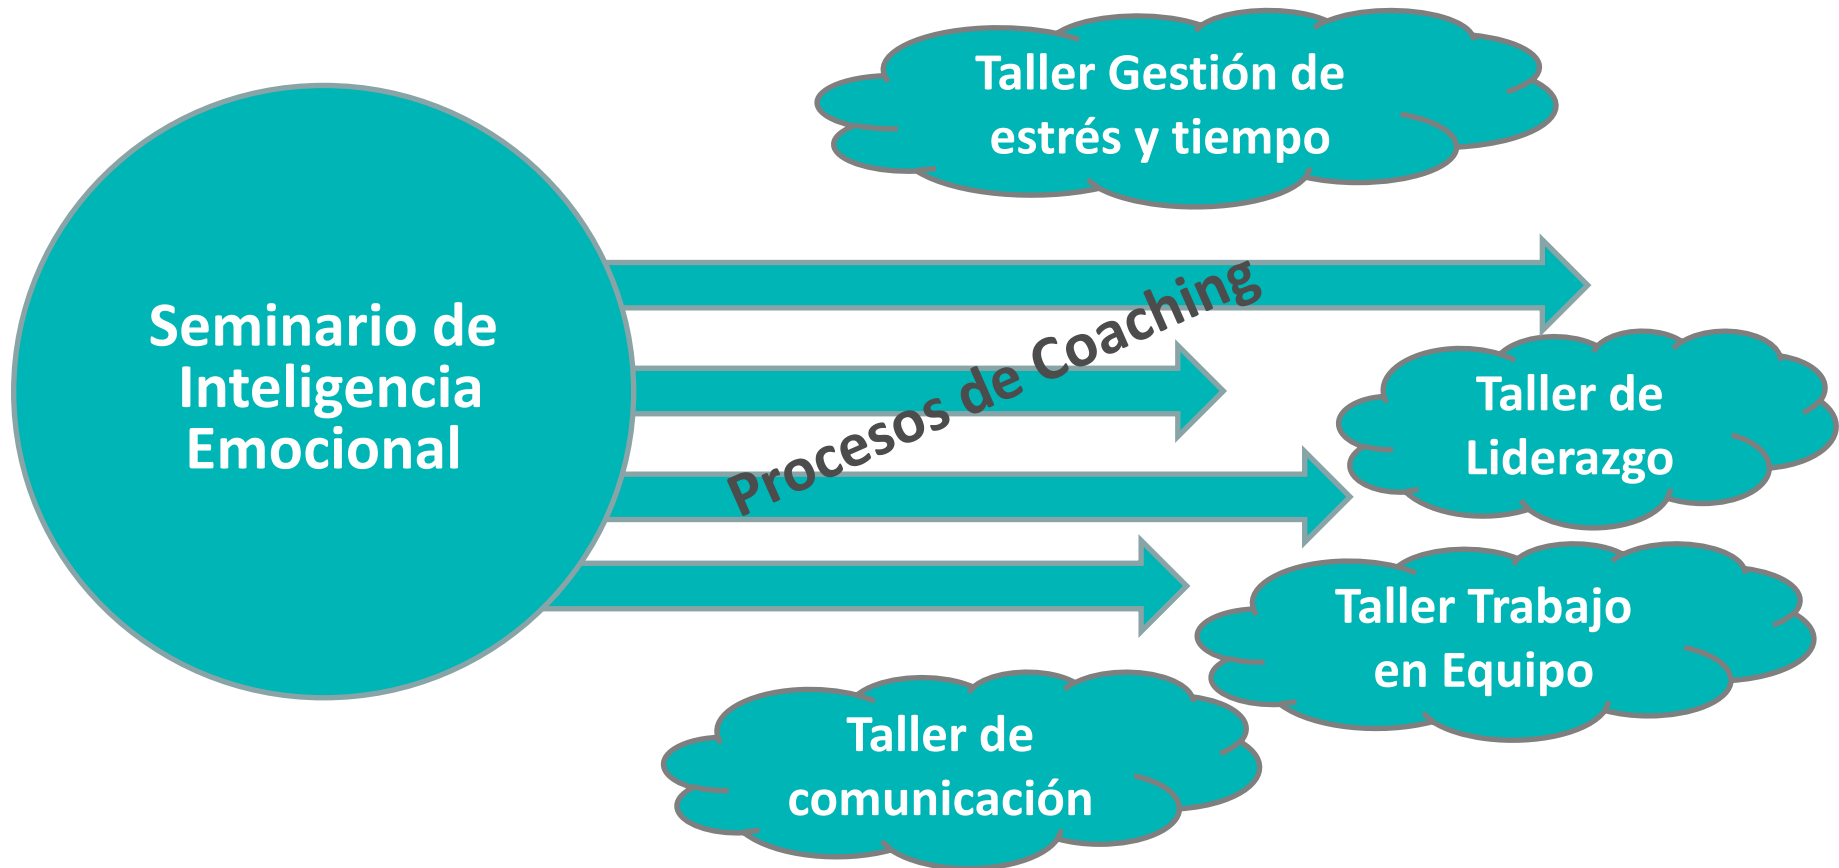 Taller Gestión de
estrés y tiempo
Seminario de
Inteligencia
Emocional
Procesos de Coaching
Taller de
Liderazgo
Taller Trabajo
en Equipo
Taller de
comunicación